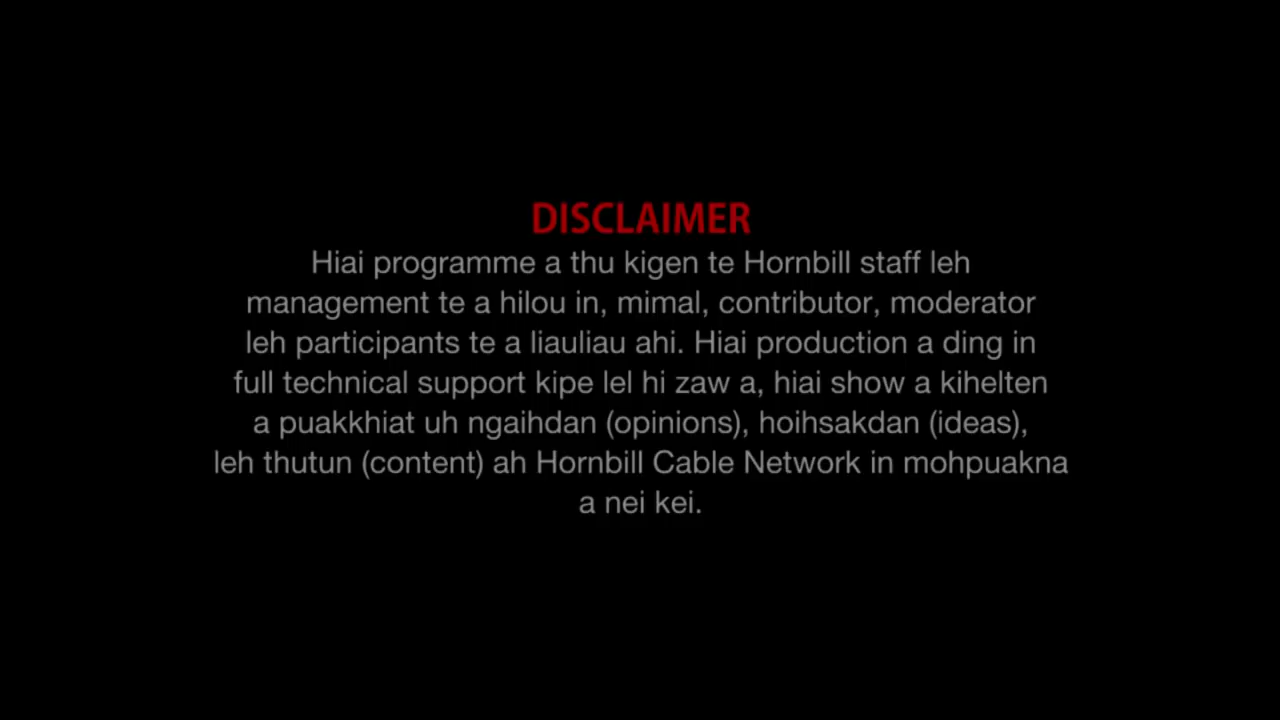 DISCLAIMER
Hiai programme a thu kigen te Hornbill staff leh
management te a hilou in, mimal, contributor, moderator
leh participants te a liauliau ahi. Hiai production a ding in
full technical support kipe lel hi zaw a, hiai show a kihelten
a puakkhiat uh ngaihdan (opinions), hoihsakdan (ideas),
leh thutun (content) ah Hornbill Cable Network in mohpuakna
a nei kei.